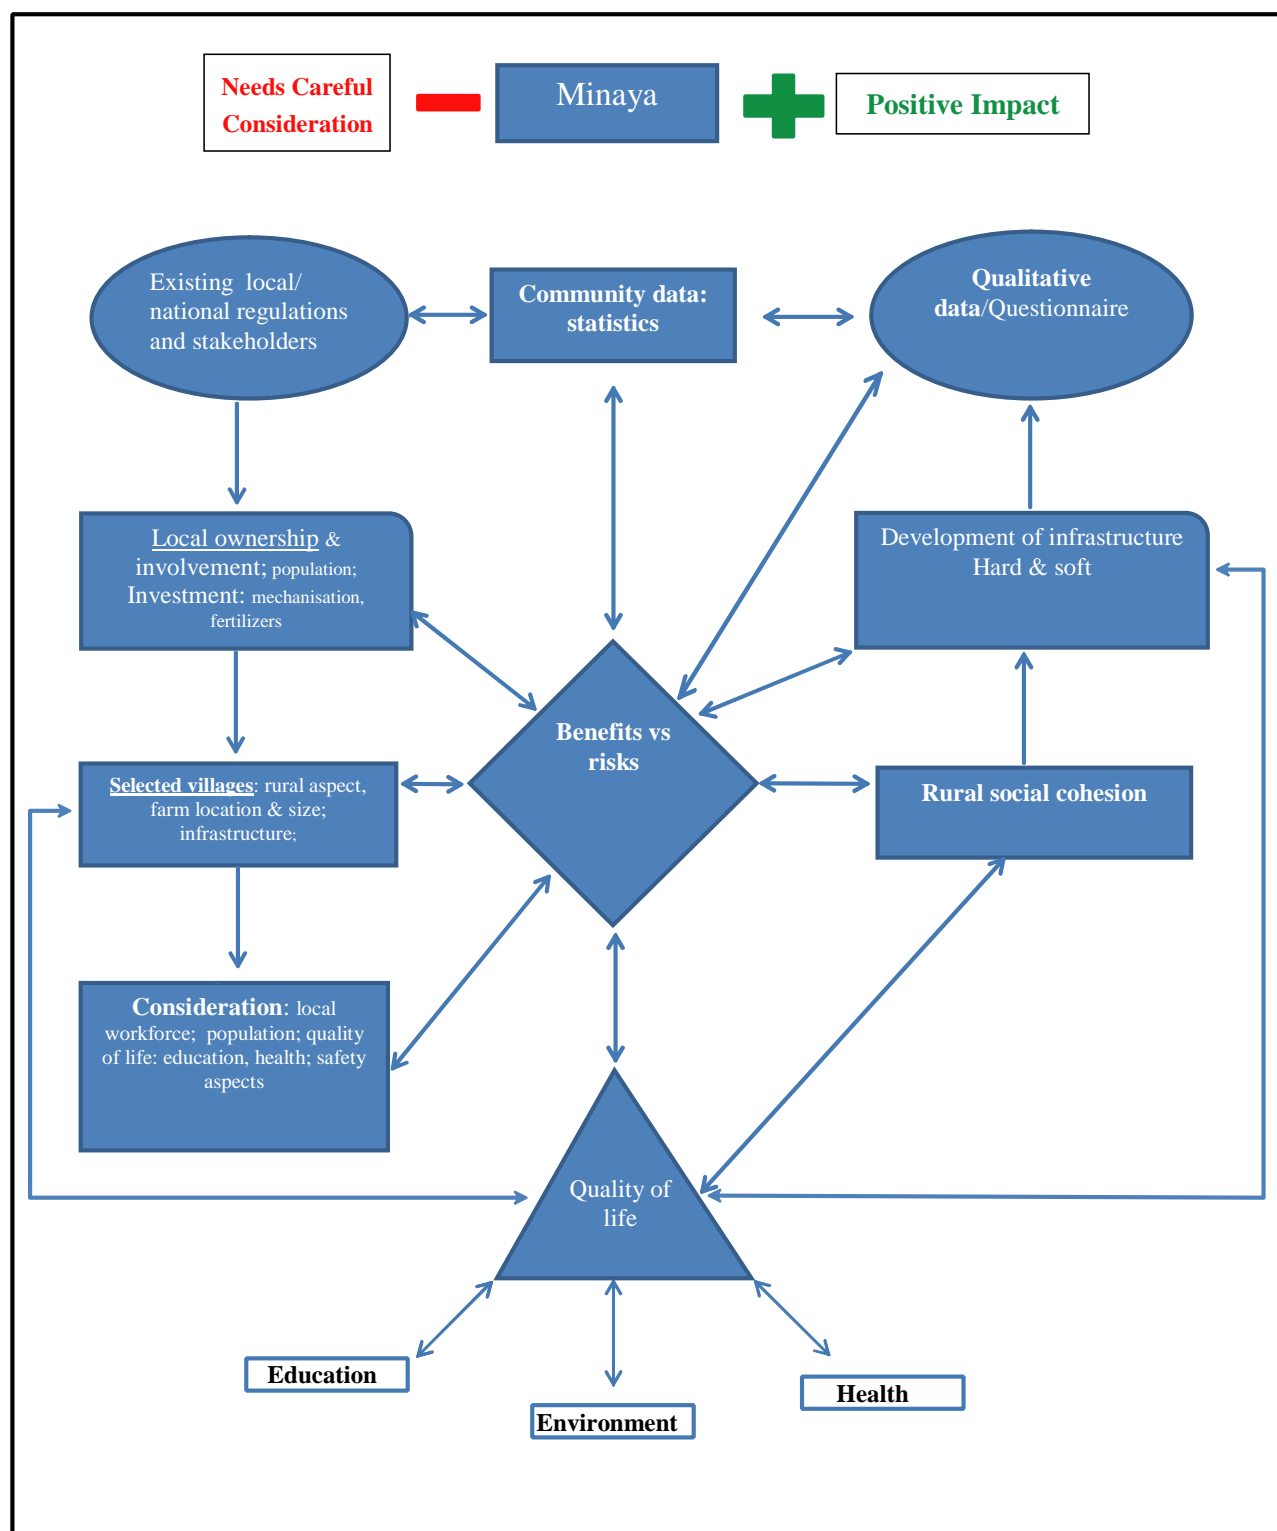 Needs Careful
Consideration
Minaya
Positive Impact
Existing local/
national regulations
and stakeholders
Community data:
statistics
Qualitative
data/Questionnaire
Local ownership &
involvement; population;
Investment: mechanisation,
fertilizers
Development of infrastructure
Hard & soft
Benefits vs
risks
Selected villages: rural aspect,
farm location & size;
infrastructure;
Rural social cohesion
Consideration: local
workforce; population; quality
of life: education, health; safety
aspects
Quality of
life
Education
Environment
Health